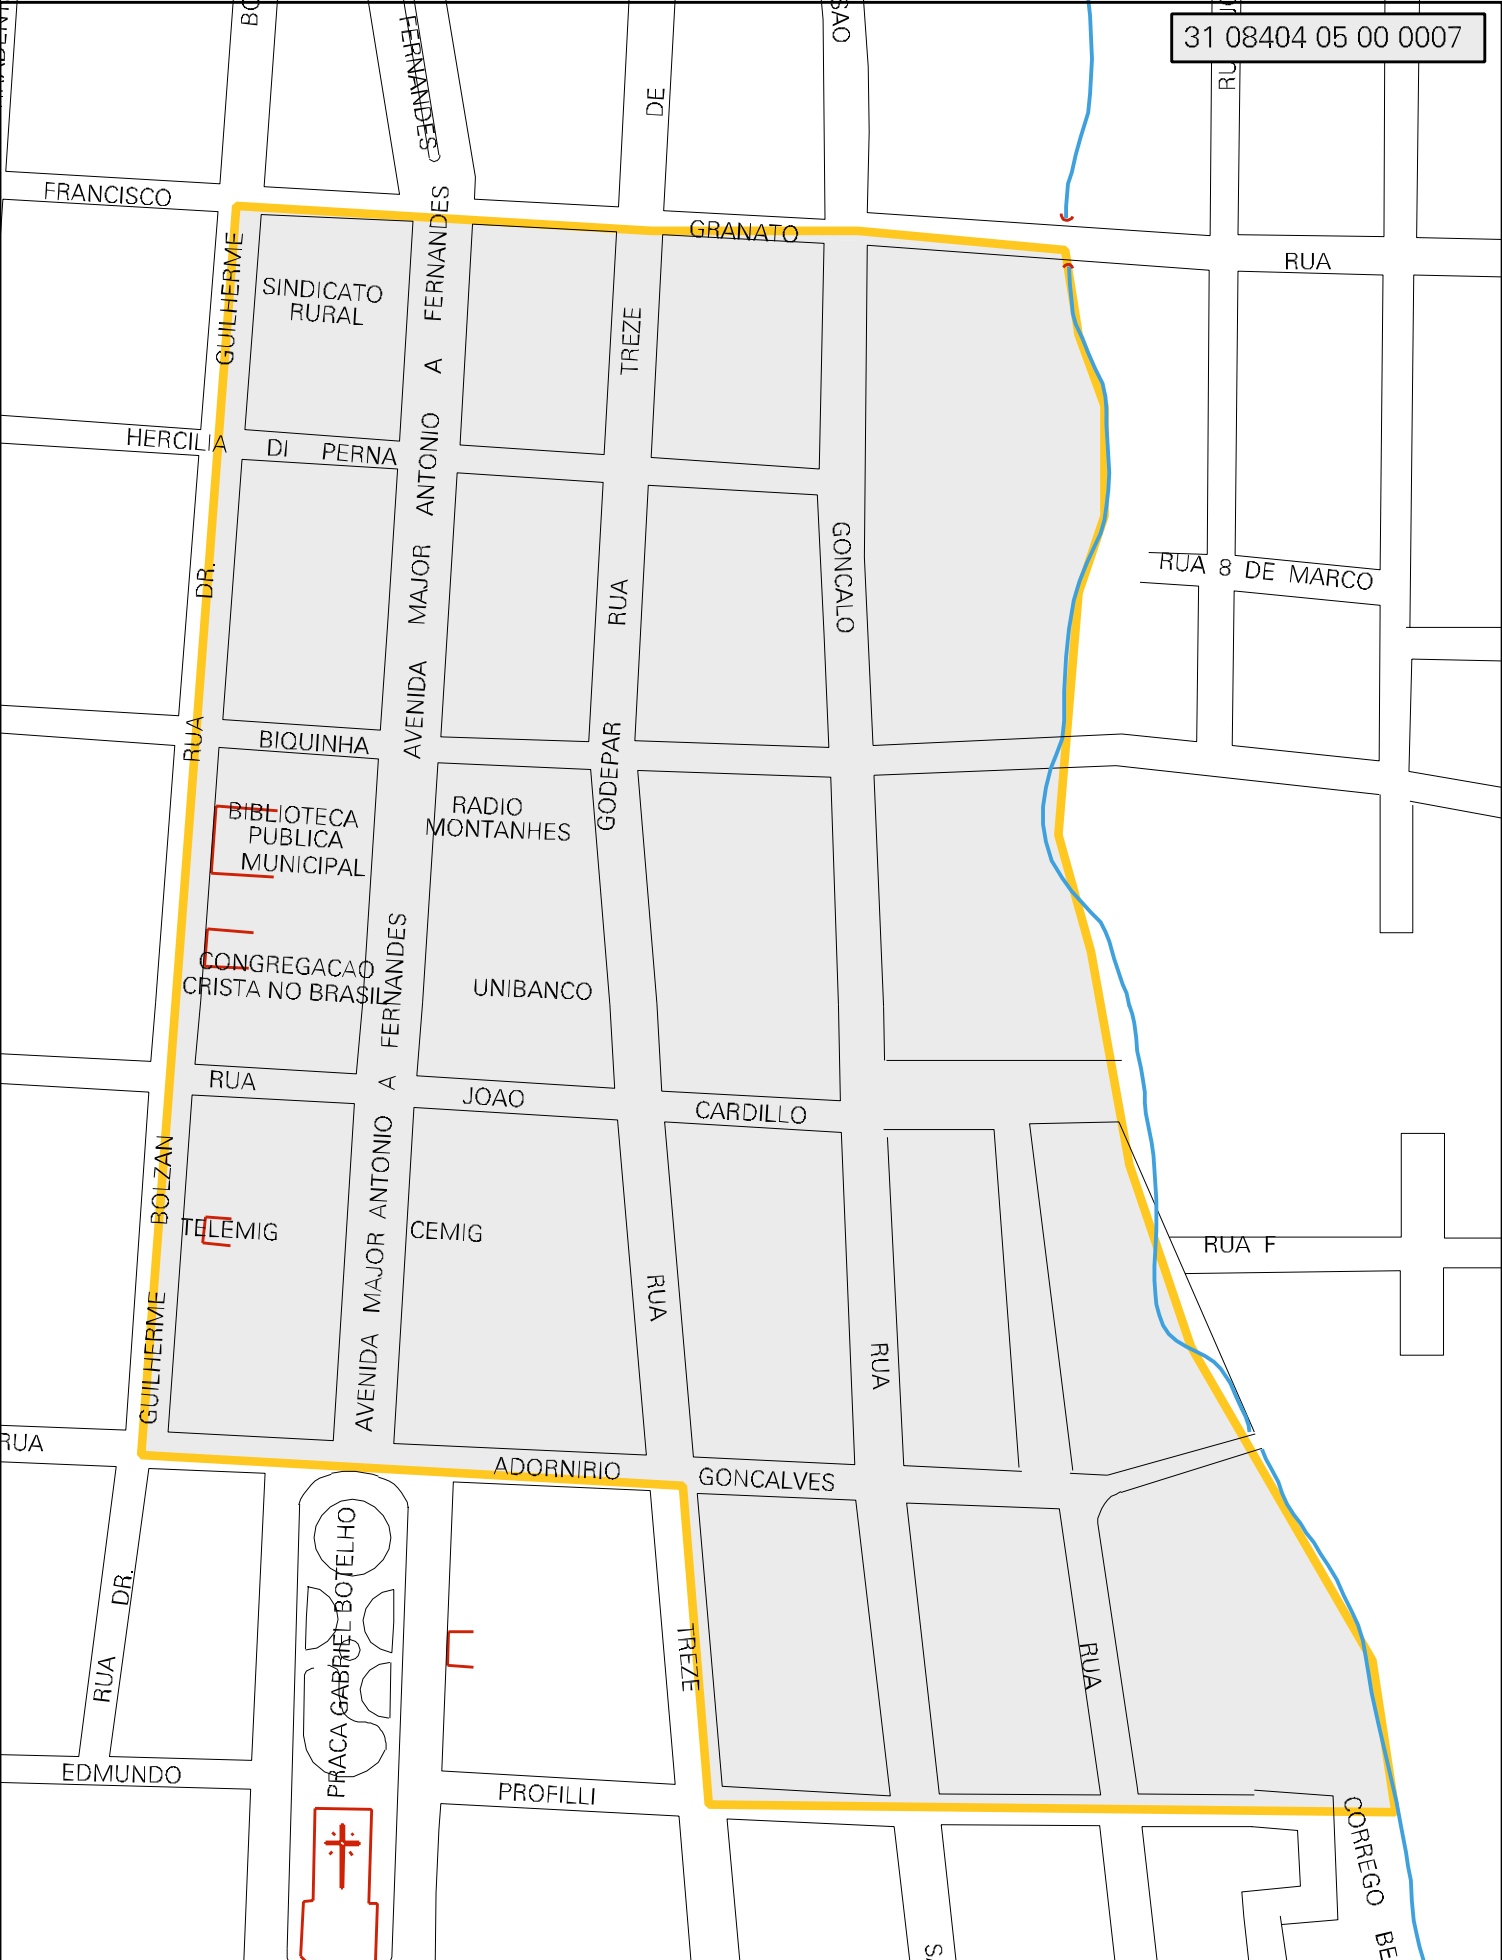 31 08404 05 00 0007
FERNANDES
DE
SAO
FRANCISCO
GRANATO
RUA
GUILHERME
SINDICATO
RURAL
FERNANDES
A
ANTONIO
MAJOR
AVENIDA
TREZE
HERCILIA DI PERNA
DR.
RUA
RUA
GONCALO
RUA 8 DE MARCO
BIQUINHA
GODEPAR
BIBLIOTECA
PUBLICA
MUNICIPAL
RADIO
MONTANHES
CONGREGACAO
CRISTA NO BRASIL
UNIBANCO
FERNANDES
A
ANTONIO
MAJOR
AVENIDA
RUA JOAO CARDILLO
BOLZAN
GUILHERME
TELEMIG
CEMIG
RUA F
RUA
RUA
RUA
ADORNIRIO GONCALVES
DR.
RUA
PRACA GABRIEL BOTELHO
TREZE
RUA
EDMUNDO PROFILLI
CORREGO